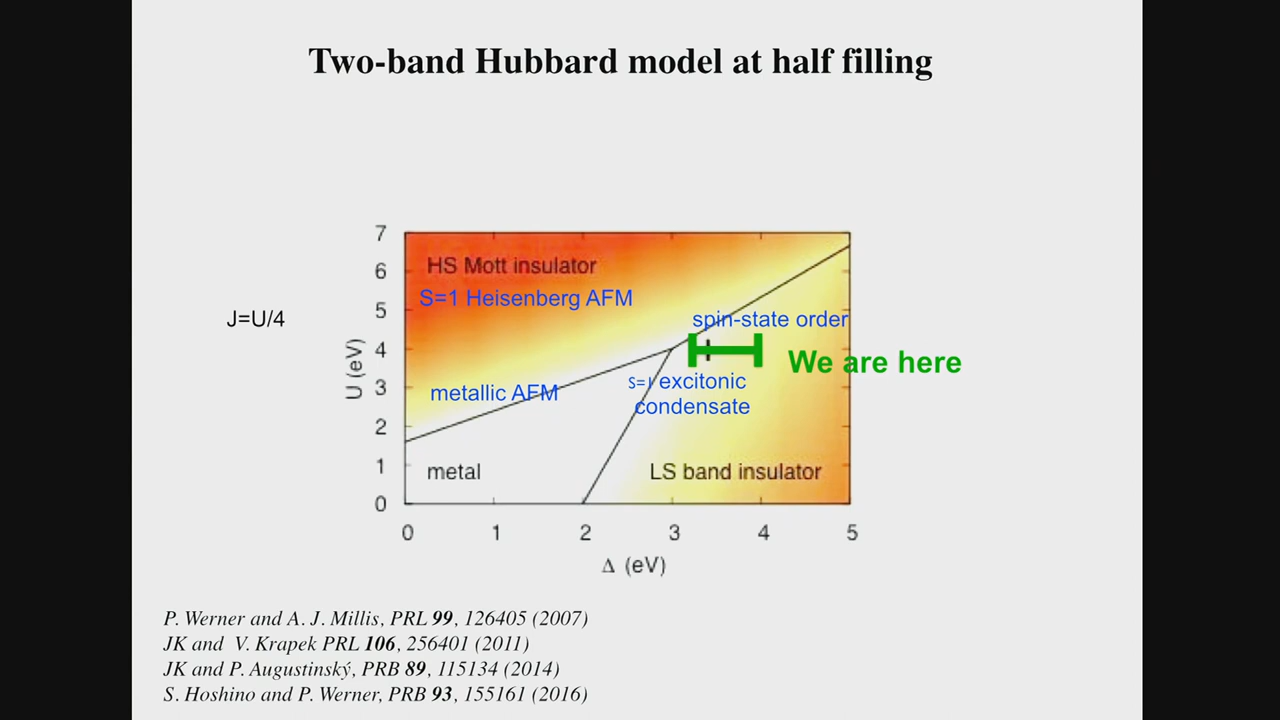 Two-band Hubbard model at half filling
7
HS Mott insulator
6
S=1 Heisenberg AFM
J=U/4
5
spin-state order
4
We are here
U (eV)
3
S=1 excitonic
condensate
metallic AFM
2
1
metal
LS band insulator
0
0 1 2 3 4 5
Δ (eV)
P. Werner and A. J. Millis, PRL 99, 126405 (2007)
JK and V. Krapek PRL 106, 256401 (2011)
JK and P. Augustinský, PRB 89, 115134 (2014)
S. Hoshino and P. Werner, PRB 93, 155161 (2016)